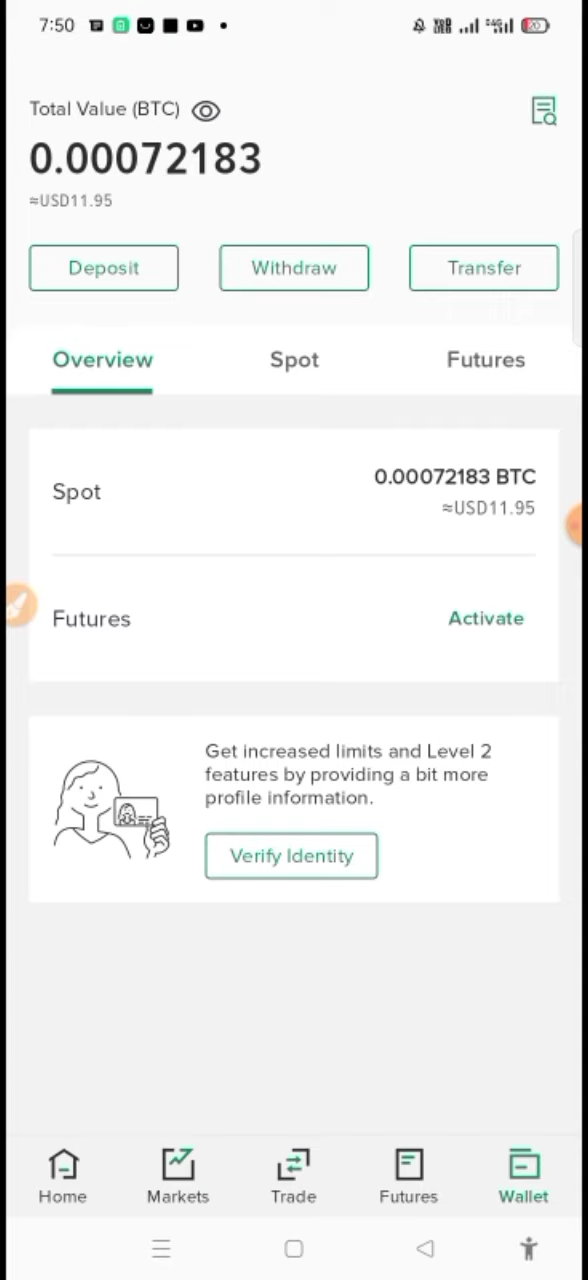 7:50
20
Total Value (BTC)
0.00072183
≈USD11.95
Deposit Withdraw Transfer
Overview Spot Futures
Spot 0.00072183 BTC
≈USD11.95
Futures Activate
Get increased limits and Level 2
features by providing a bit more
profile information.
Verify Identity
Home Markets Trade Futures Wallet